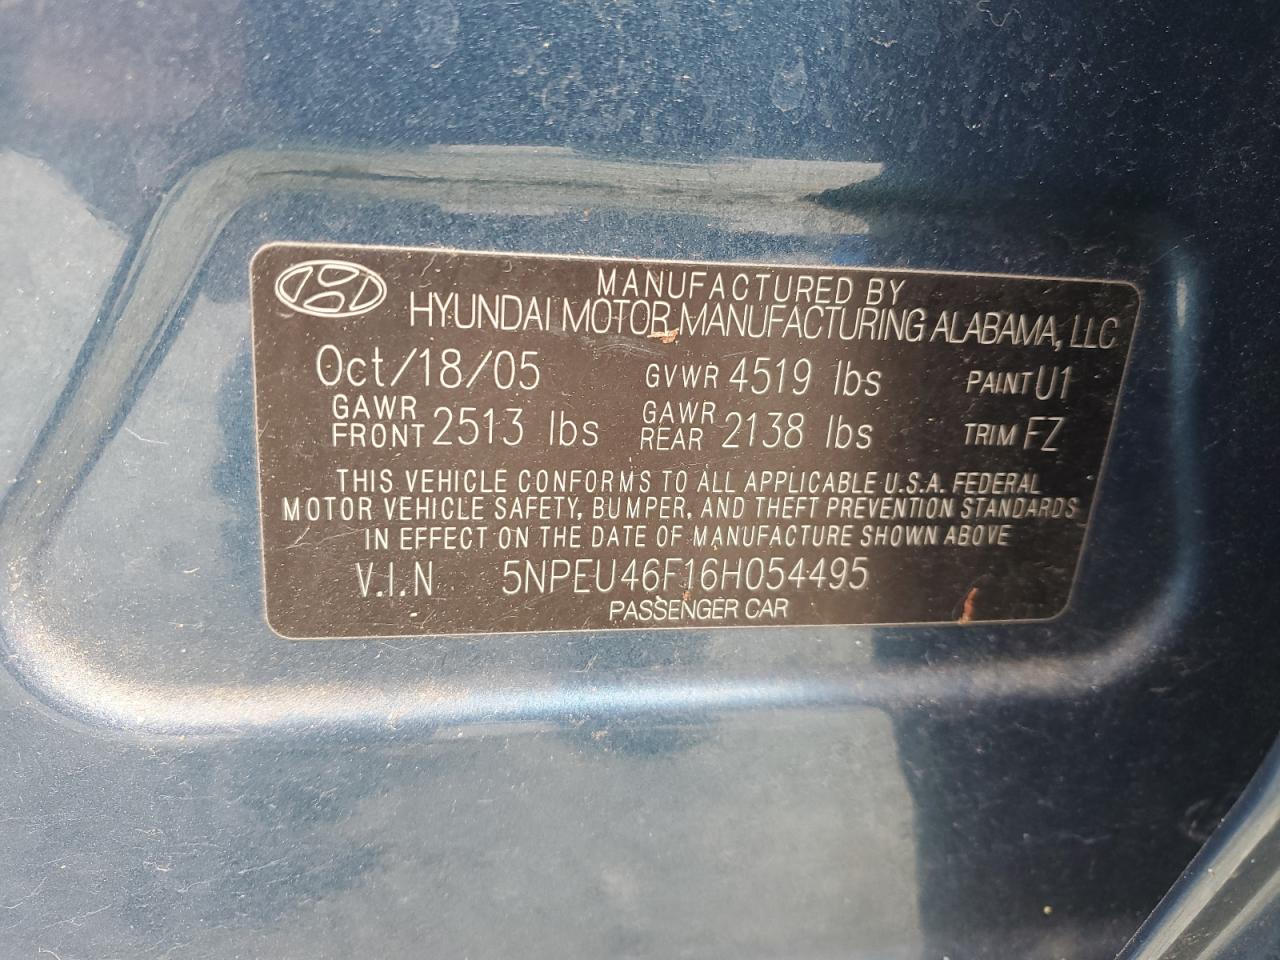 MANUFACTURED BY
HYUNDAI MOTOR MANUFACTURING ALABAMA, LLC
Oct/18/05 GVWR 4519 lbs PAINT U1
GAWR FRONT 2513 lbs GAWR REAR 2138 lbs TRIM FZ
THIS VEHICLE CONFORMS TO ALL APPLICABLE U.S.A. FEDERAL
MOTOR VEHICLE SAFETY, BUMPER, AND THEFT PREVENTION STANDARDS
IN EFFECT ON THE DATE OF MANUFACTURE SHOWN ABOVE
V.I.N 5NPEU46F16H054495
PASSENGER CAR